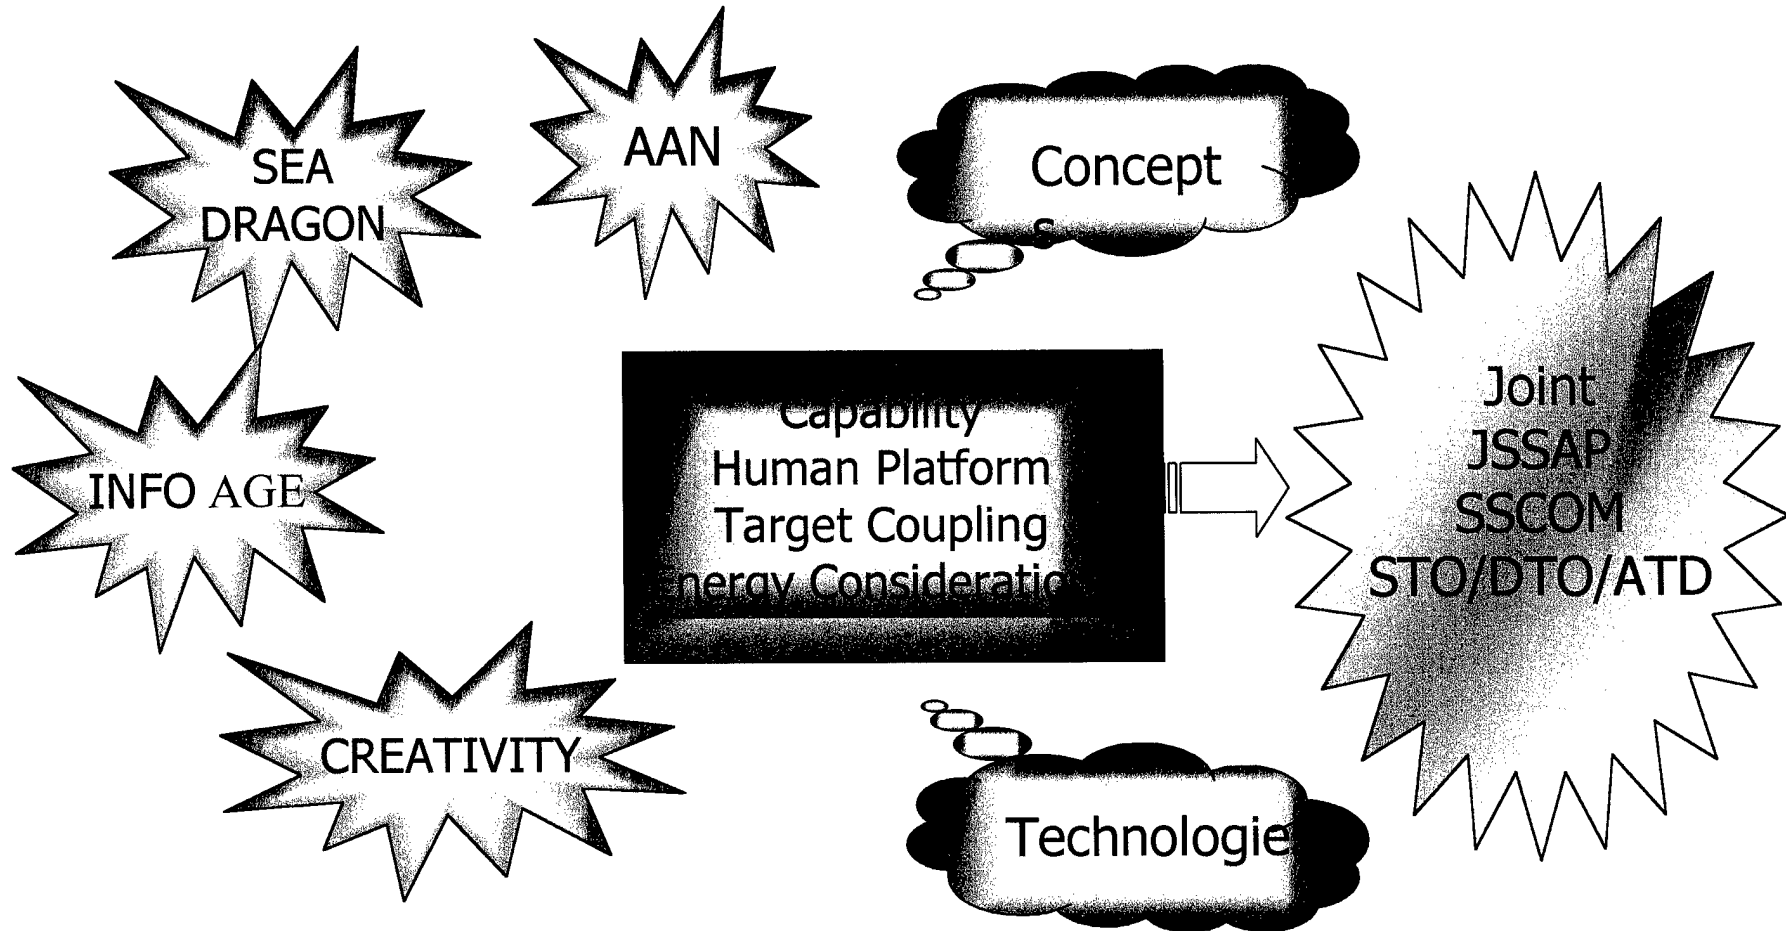 SEA
DRAGON
AAN
Concept
s
INFO AGE
Capability
Human Platform
Target Coupling
nergy Consideratio
CREATIVITY
Technologie
Joint
JSSAP
SSCOM
STO/DTO/ATD